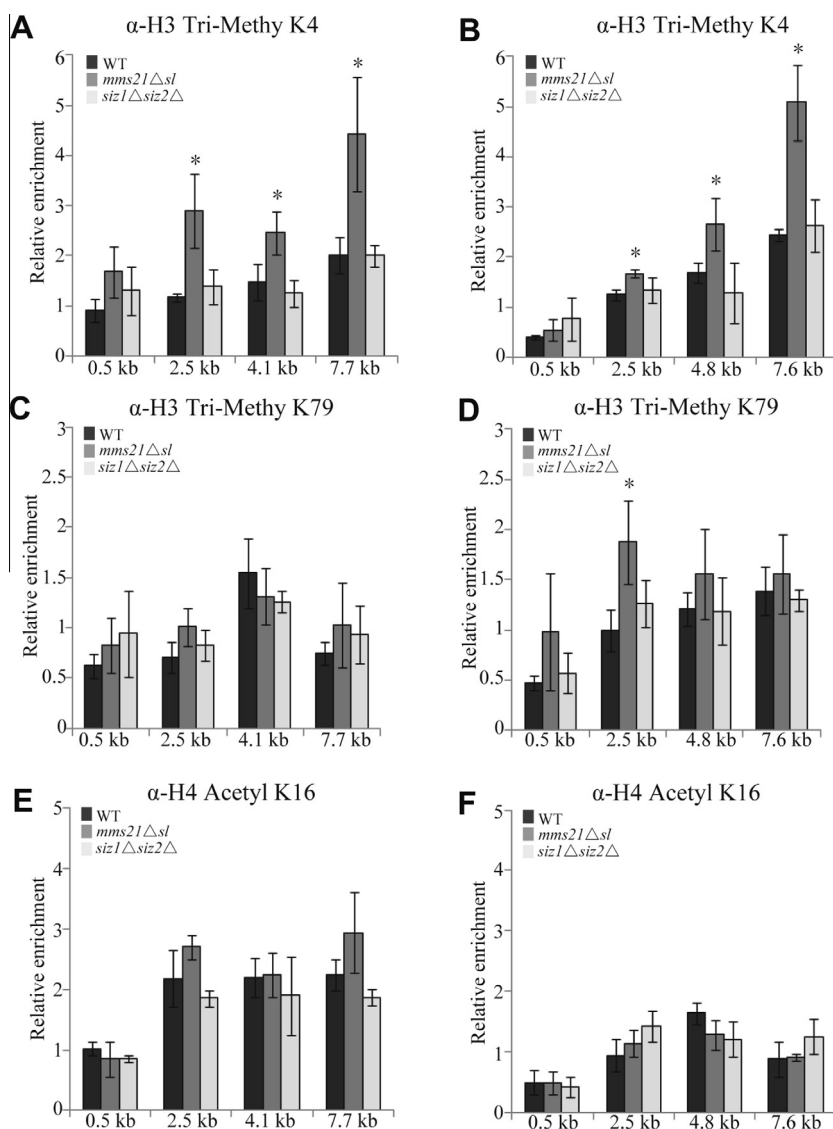 A
α-H3 Tri-Methy K4
Relative enrichment
6
5
4
3
2
1
0
WT
mms21△sl
siz1△siz2△
*
*
*
0.5 kb 2.5 kb 4.1 kb 7.7 kb
B
α-H3 Tri-Methy K4
Relative enrichment
6
5
4
3
2
1
0
WT
mms21△sl
siz1△siz2△
*
*
*
0.5 kb 2.5 kb 4.8 kb 7.6 kb
C
α-H3 Tri-Methy K79
Relative enrichment
3
2.5
2
1.5
1
0.5
0
WT
mms21△sl
siz1△siz2△
0.5 kb 2.5 kb 4.1 kb 7.7 kb
D
α-H3 Tri-Methy K79
Relative enrichment
3
2.5
2
1.5
1
0.5
0
WT
mms21△sl
siz1△siz2△
*
0.5 kb 2.5 kb 4.8 kb 7.6 kb
E
α-H4 Acetyl K16
Relative enrichment
5
4
3
2
1
0
WT
mms21△sl
siz1△siz2△
0.5 kb 2.5 kb 4.1 kb 7.7 kb
F
α-H4 Acetyl K16
Relative enrichment
5
4
3
2
1
0
WT
mms21△sl
siz1△siz2△
0.5 kb 2.5 kb 4.8 kb 7.6 kb